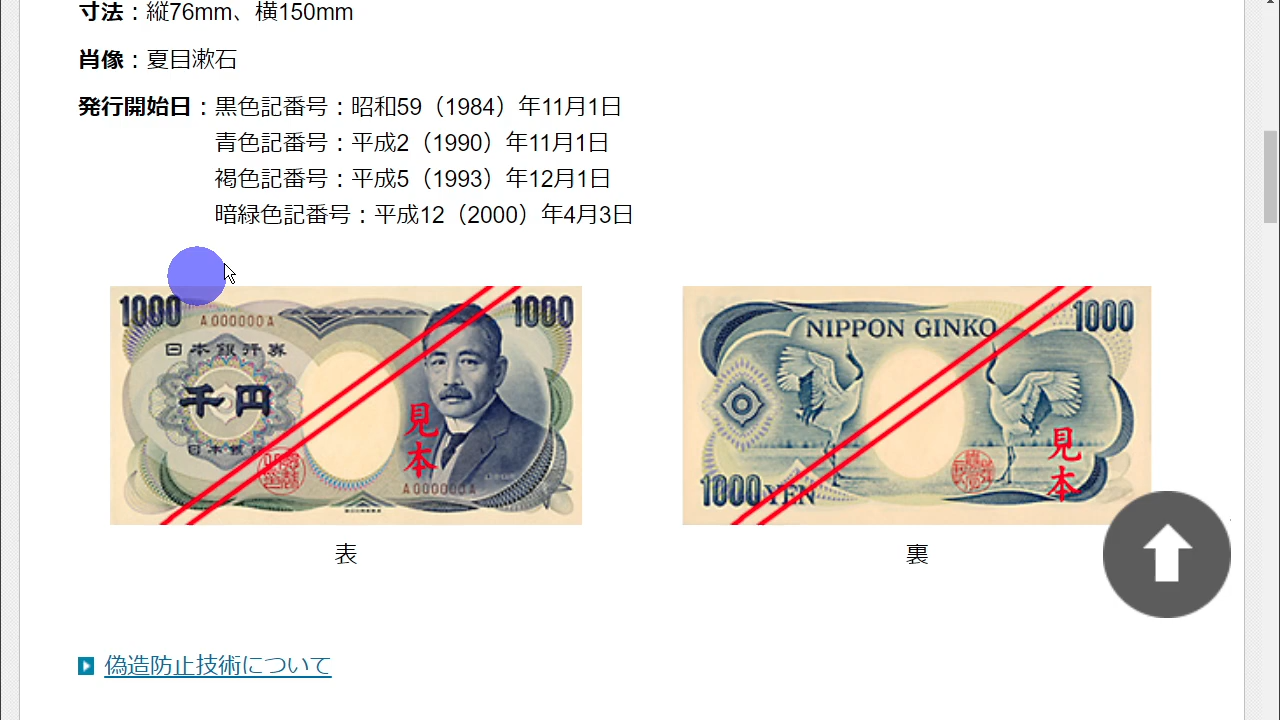 寸法：縦76mm、横150mm
肖像：夏目漱石
発行開始日：黒色記番号：昭和59（1984）年11月1日
青色記番号：平成2（1990）年11月1日
褐色記番号：平成5（1993）年12月1日
暗緑色記番号：平成12（2000）年4月3日
1000
A000000A
1000
日本銀行券
千円
日本銀行
見本
A000000A
NIPPON GINKO
1000
見本
1000 YEN
表
裏
偽造防止技術について